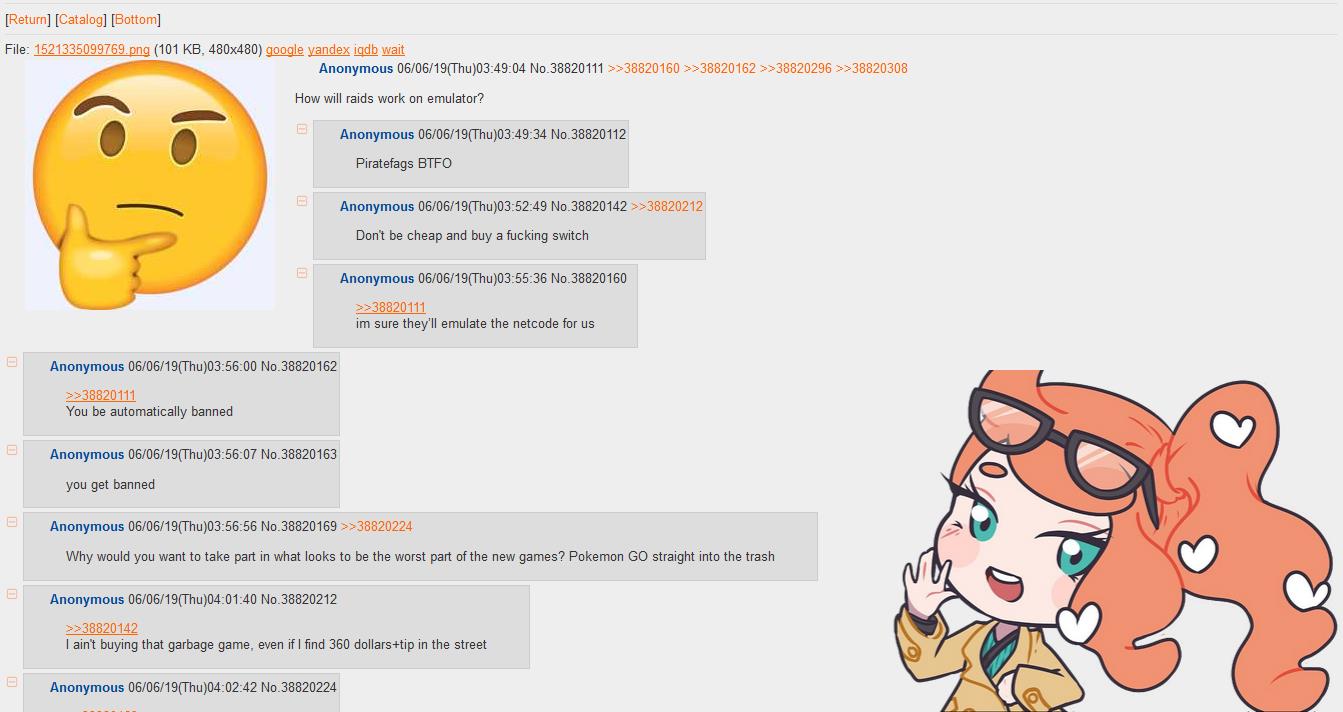 [Return] [Catalog] [Bottom]
File: 1521335099769.png (101 KB, 480x480) google yandex iqdb wait
Anonymous 06/06/19(Thu)03:49:04 No.38820111 >>38820160 >>38820162 >>38820296 >>38820308
How will raids work on emulator?
Anonymous 06/06/19(Thu)03:49:34 No.38820112
Piratefags BTFO
Anonymous 06/06/19(Thu)03:52:49 No.38820142 >>38820212
Don't be cheap and buy a fucking switch
Anonymous 06/06/19(Thu)03:55:36 No.38820160
>>38820111
im sure they'll emulate the netcode for us
Anonymous 06/06/19(Thu)03:56:00 No.38820162
>>38820111
You be automatically banned
Anonymous 06/06/19(Thu)03:56:07 No.38820163
you get banned
Anonymous 06/06/19(Thu)03:56:56 No.38820169 >>38820224
Why would you want to take part in what looks to be the worst part of the new games? Pokemon GO straight into the trash
Anonymous 06/06/19(Thu)04:01:40 No.38820212
>>38820142
I ain't buying that garbage game, even if I find 360 dollars+tip in the street
Anonymous 06/06/19(Thu)04:02:42 No.38820224